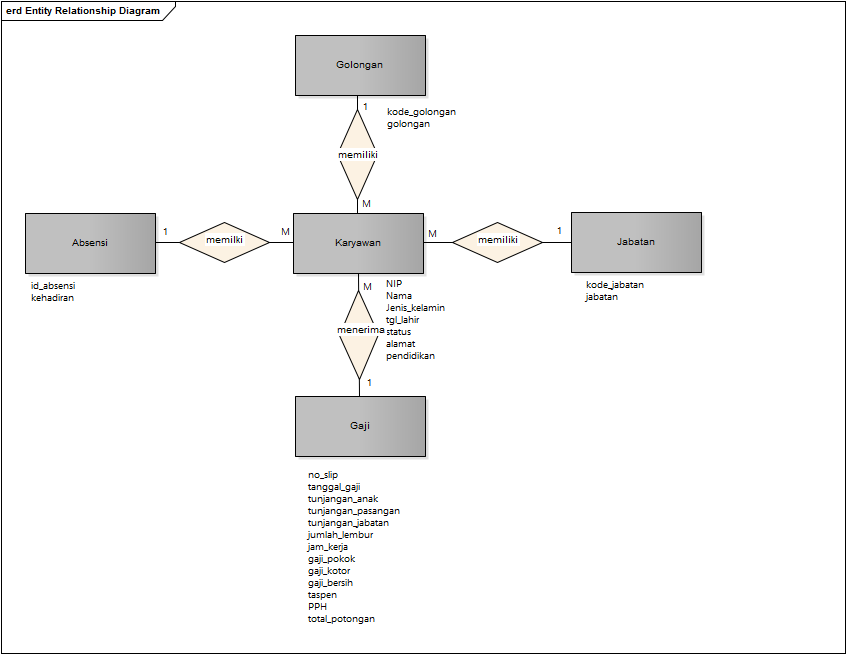 erd Entity Relationship Diagram
Golongan
1
kode_golongan
golongan
memiliki
M
Absensi
1
memilki
M
Karyawan
M
memiliki
1
Jabatan
id_absensi
kehadiran
kode_jabatan
jabatan
M
NIP
Nama
Jenis_kelamin
tgl_lahir
menerima
status
alamat
pendidikan
1
Gaji
no_slip
tanggal_gaji
tunjangan_anak
tunjangan_pasangan
tunjangan_jabatan
jumlah_lembur
jam_kerja
gaji_pokok
gaji_kotor
gaji_bersih
taspen
PPH
total_potongan